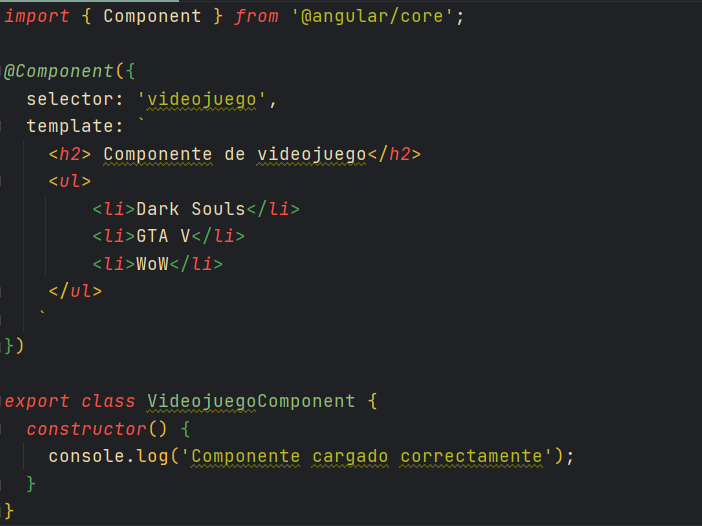 import { Component } from '@angular/core';
@Component({
selector: 'videojuego',
template: `
<h2> Componente de videojuego</h2>
<ul>
<li>Dark Souls</li>
<li>GTA V</li>
<li>WoW</li>
</ul>
`
})
export class VideojuegoComponent {
constructor() {
console.log('Componente cargado correctamente');
}
}